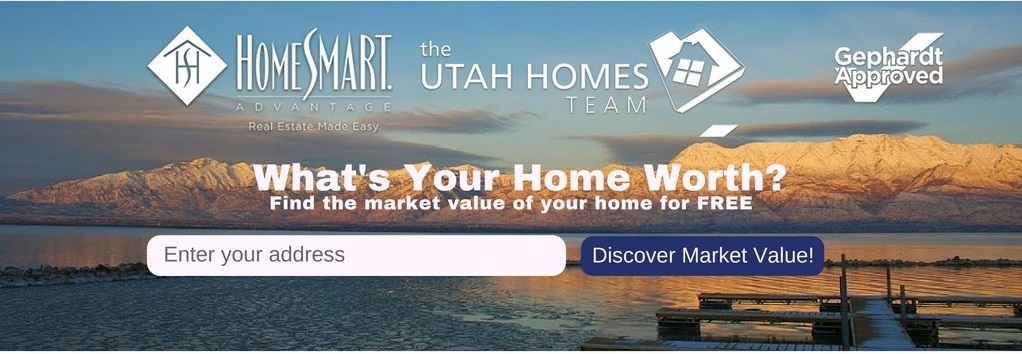 HOMESMART.
ADVANTAGE
Real Estate Made Easy.
the
UTAH HOMES
TEAM
Gephardt
Approved
What's Your Home Worth?
Find the market value of your home for FREE
Enter your address
Discover Market Value!